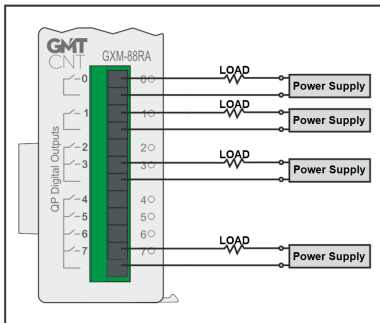 GMT
CNT GXM-88RA
QP Digital Outputs
0 0 LOAD Power Supply
1 1 LOAD Power Supply
2 2
3 3 LOAD Power Supply
4 4
5 5
6 6
7 7 LOAD Power Supply